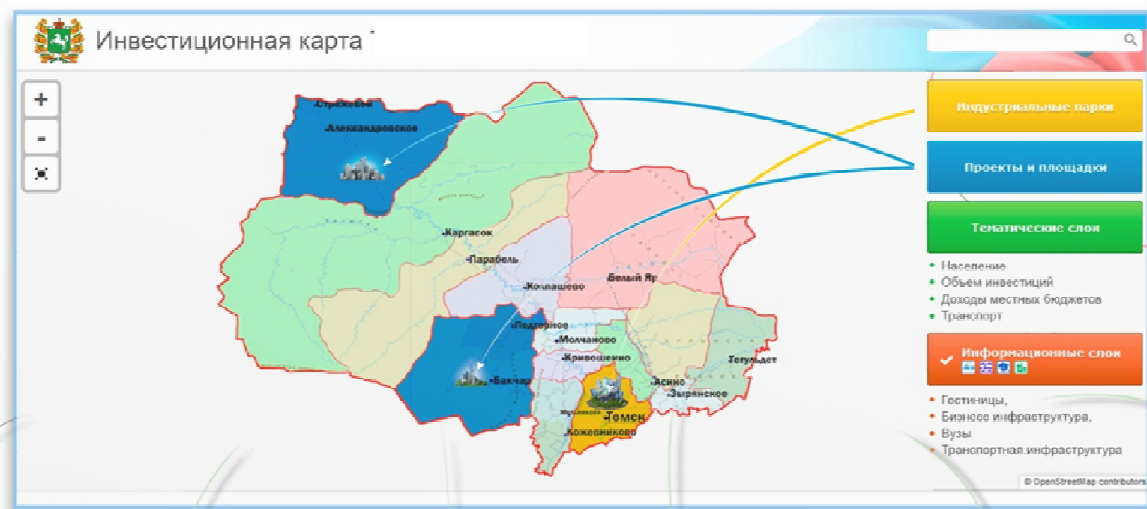 Инвестиционная карта
+
-
Стрежевой
Александровское
Каргасок
Парабель
Колпашево
Белый Яр
Подгорное
Молчаново
Кривошеино
Бакчар
Тегульдет
Асино
Зырянское
Томск
Кожевниково
Индустриальные парки
Проекты и площадки
Тематические слои
• Население
• Объем инвестиций
• Доходы местных бюджетов
• Транспорт
Информационные слои
• Гостиницы,
• Бизнесс инфраструктура,
• Вузы
• Транспортная инфраструктура
© OpenStreetMap contributors